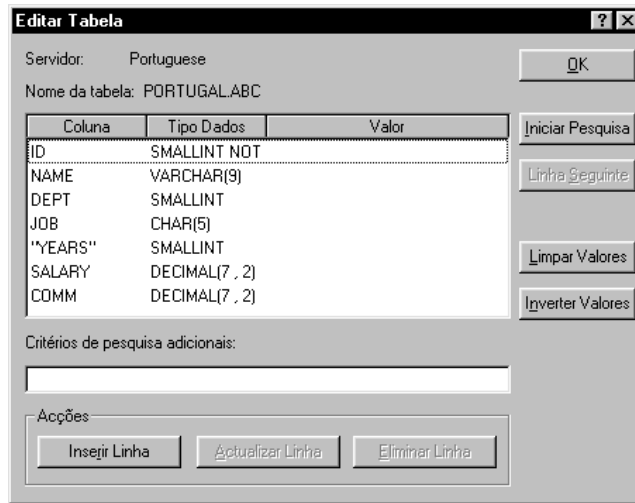 Editar Tabela
Servidor: Portuguese
OK
Nome da tabela: PORTUGAL.ABC
Coluna Tipo Dados Valor
Iniciar Pesquisa
ID SMALLINT NOT
NAME VARCHAR(9)
Linha Seguinte
DEPT SMALLINT
JOB CHAR(5)
"YEARS" SMALLINT
Limpar Valores
SALARY DECIMAL(7 , 2)
COMM DECIMAL(7 , 2)
Inverter Valores
Critérios de pesquisa adicionais:
Acções
Inserir Linha Actualizar Linha Eliminar Linha